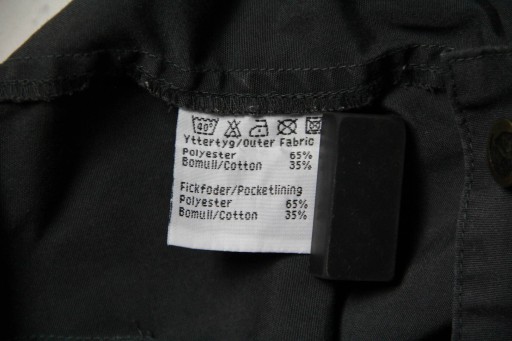 40°
Yttertyg/Outer Fabric
Polyester 65%
Bomull/Cotton 35%
Fickfoder/Pocketlining
Polyester 65%
Bomull/Cotton 35%